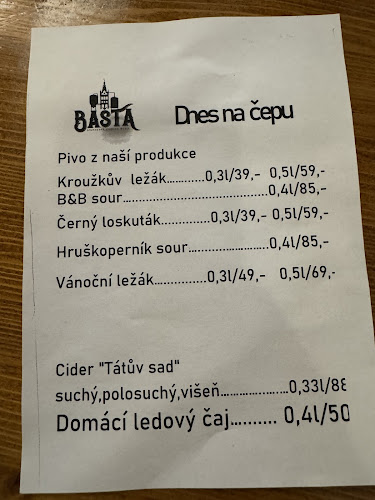 BAŠTA
Dnes na čepu
Pivo z naší produkce
Kroužkův ležák............0,3l/39,- 0,5l/59,-
B&B sour...............................................0,4l/85,-
Černý loskuták..............0,3l/39,- 0,5l/59,-
Hruškoperník sour.......................0,4l/85,-
Vánoční ležák..............0,3l/49,- 0,5l/69,-
Cider "Tátův sad"
suchý,polosuchý,višeň...................0,33l/88
Domácí ledový čaj........... 0,4l/50